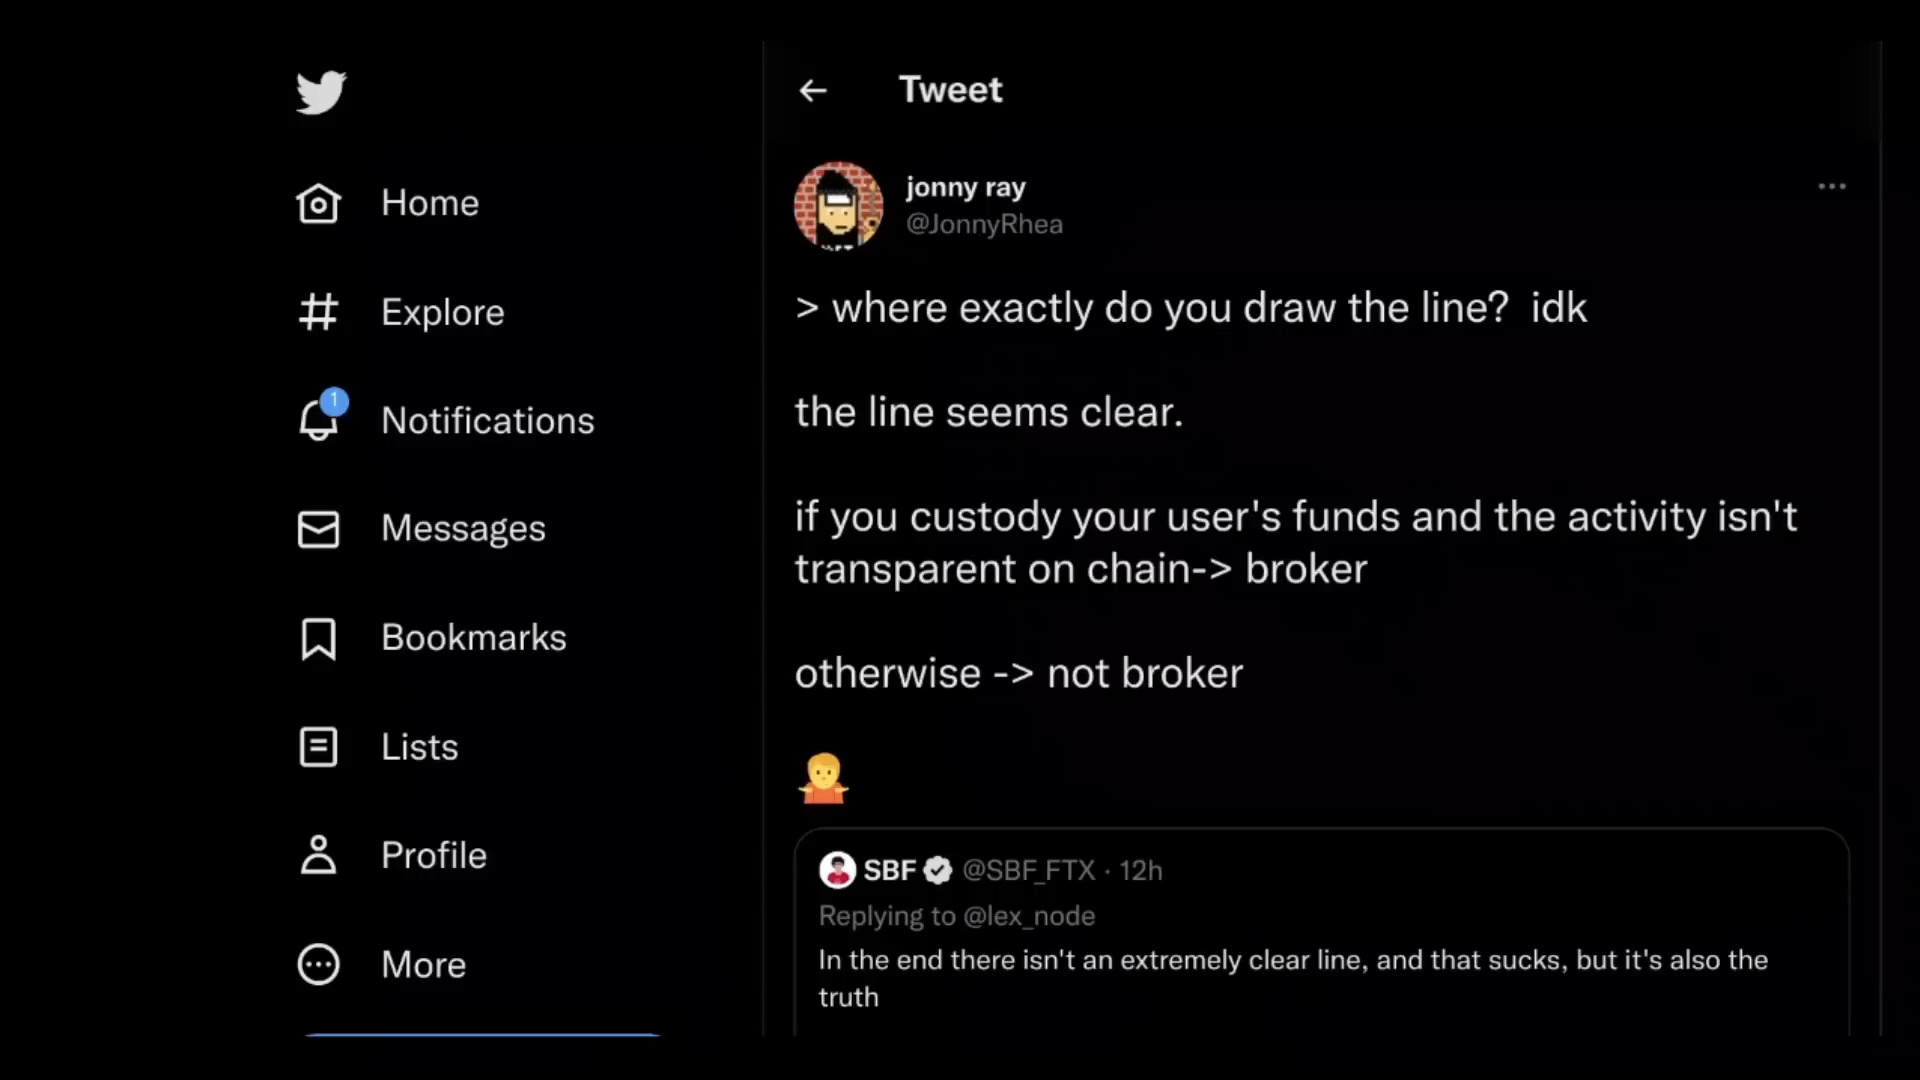 Tweet
Home
Explore
1
Notifications
Messages
Bookmarks
Lists
Profile
More
jonny ray
@JonnyRhea
> where exactly do you draw the line?  idk
the line seems clear.
if you custody your user's funds and the activity isn't
transparent on chain-> broker
otherwise -> not broker
SBF @SBF_FTX · 12h
Replying to @lex_node
In the end there isn't an extremely clear line, and that sucks, but it's also the
truth